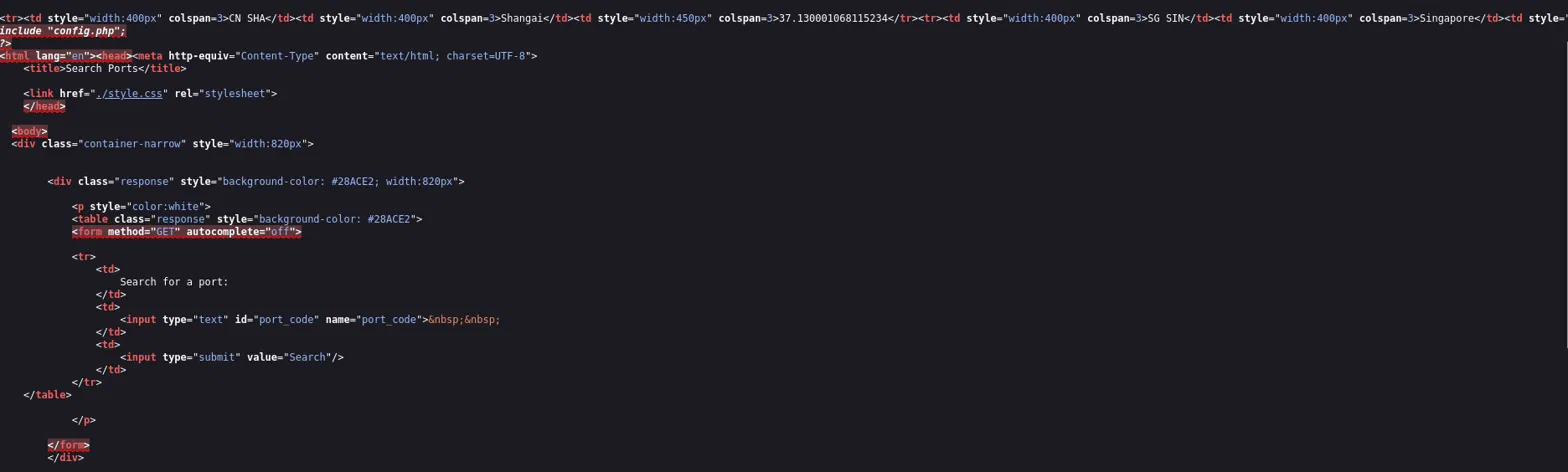 <tr><td style="width:400px" colspan=3>CN SHA</td><td style="width:400px" colspan=3>Shangai</td><td style="width:450px" colspan=3>37.130001068115234</tr><tr><td style="width:400px" colspan=3>SG SIN</td><td style="width:400px" colspan=3>Singapore</td><td style="
include "config.php";
?>
<html lang="en"><head><meta http-equiv="Content-Type" content="text/html; charset=UTF-8">
<title>Search Ports</title>
<link href="./style.css" rel="stylesheet">
</head>
<body>
<div class="container-narrow" style="width:820px">
<div class="response" style="background-color: #28ACE2; width:820px">
<p style="color:white">
<table class="response" style="background-color: #28ACE2">
<form method="GET" autocomplete="off">
<tr>
<td>
Search for a port:
</td>
<td>
<input type="text" id="port_code" name="port_code">&nbsp;&nbsp;
</td>
<td>
<input type="submit" value="Search"/>
</td>
</tr>
</table>
</p>
</form>
</div>